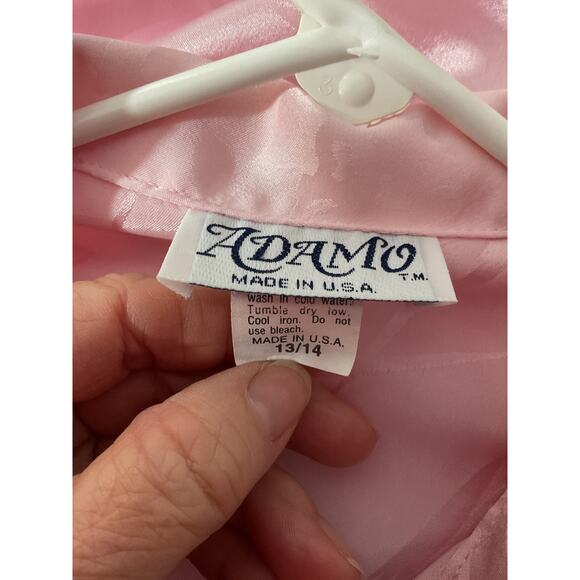 3
ADAMO
T.M.
MADE IN U.S.A.
wash in cold water.
Tumble dry low.
Cool iron. Do not
use bleach.
MADE IN U.S.A.
13/14